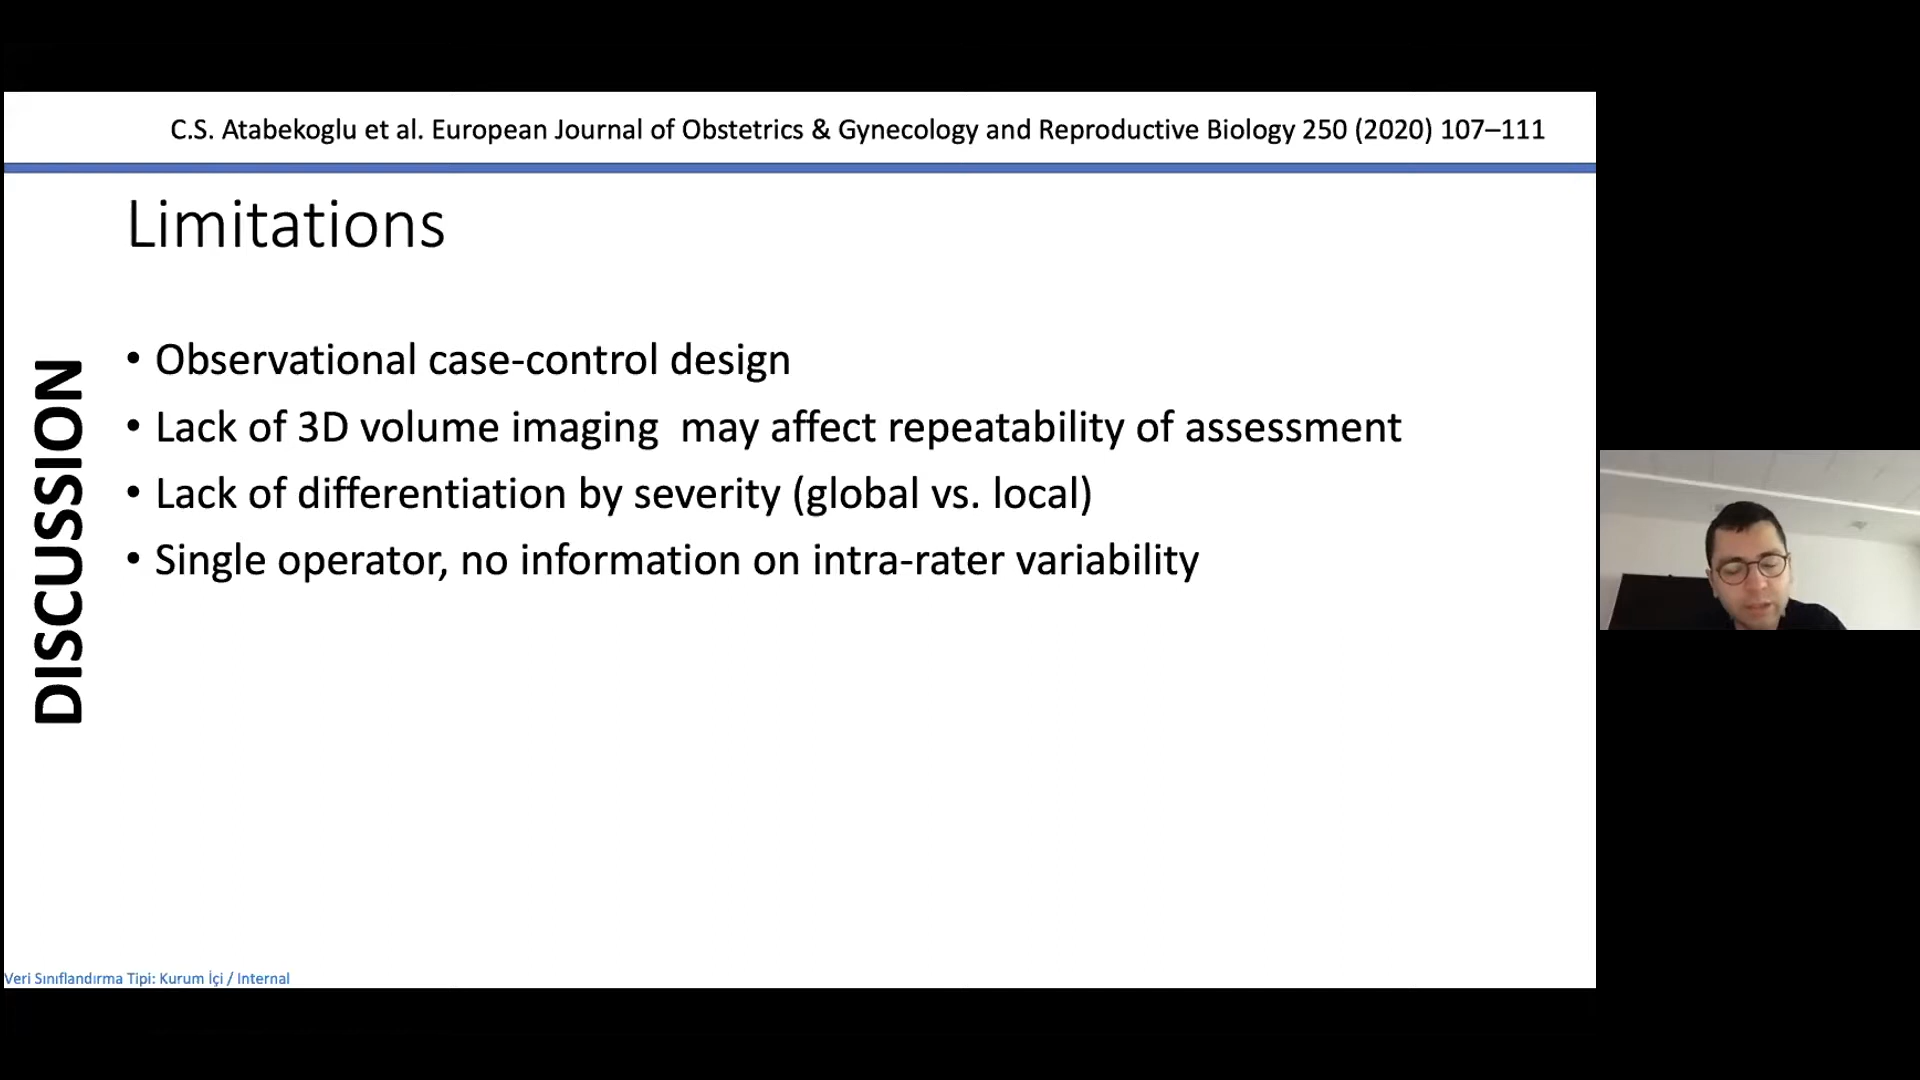 C.S. Atabekoglu et al. European Journal of Obstetrics & Gynecology and Reproductive Biology 250 (2020) 107–111
Limitations
DISCUSSION
• Observational case-control design
• Lack of 3D volume imaging  may affect repeatability of assessment
• Lack of differentiation by severity (global vs. local)
• Single operator, no information on intra-rater variability
Veri Sınıflandırma Tipi: Kurum İçi / Internal